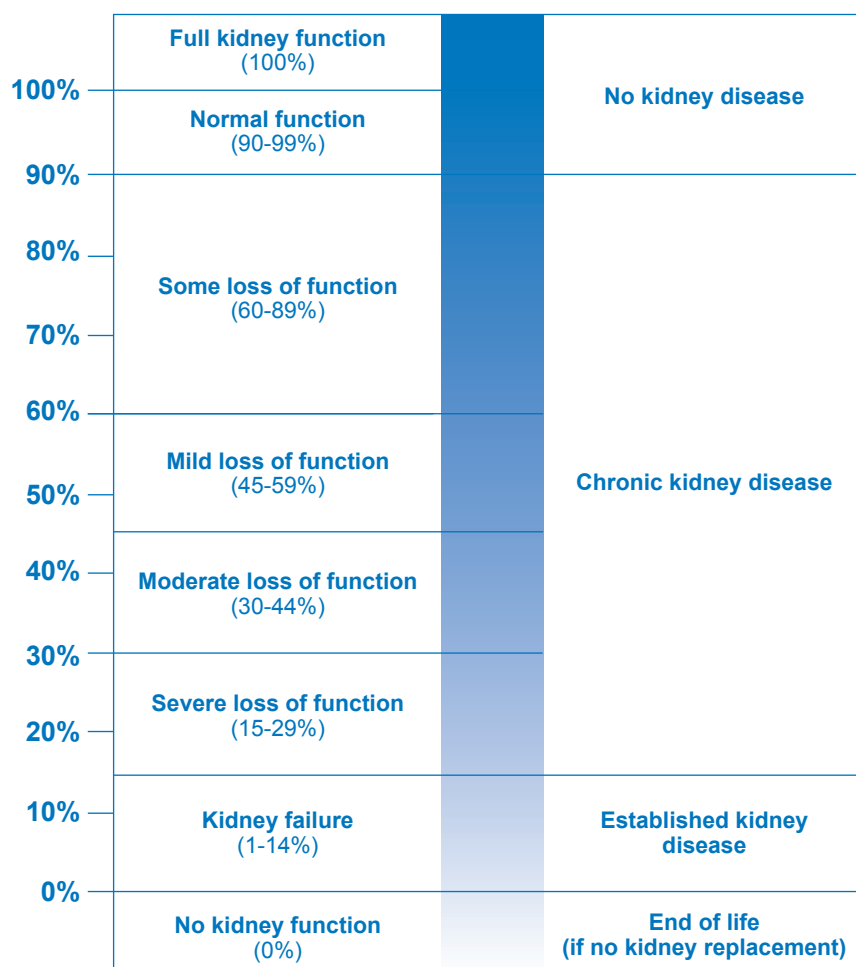 Full kidney function
(100%)
100%
No kidney disease
Normal function
(90-99%)
90%
80%
Some loss of function
(60-89%)
70%
60%
Mild loss of function
(45-59%)
50%
Chronic kidney disease
40%
Moderate loss of function
(30-44%)
30%
Severe loss of function
(15-29%)
20%
10%
Kidney failure
(1-14%)
Established kidney
disease
0%
No kidney function
(0%)
End of life
(if no kidney replacement)